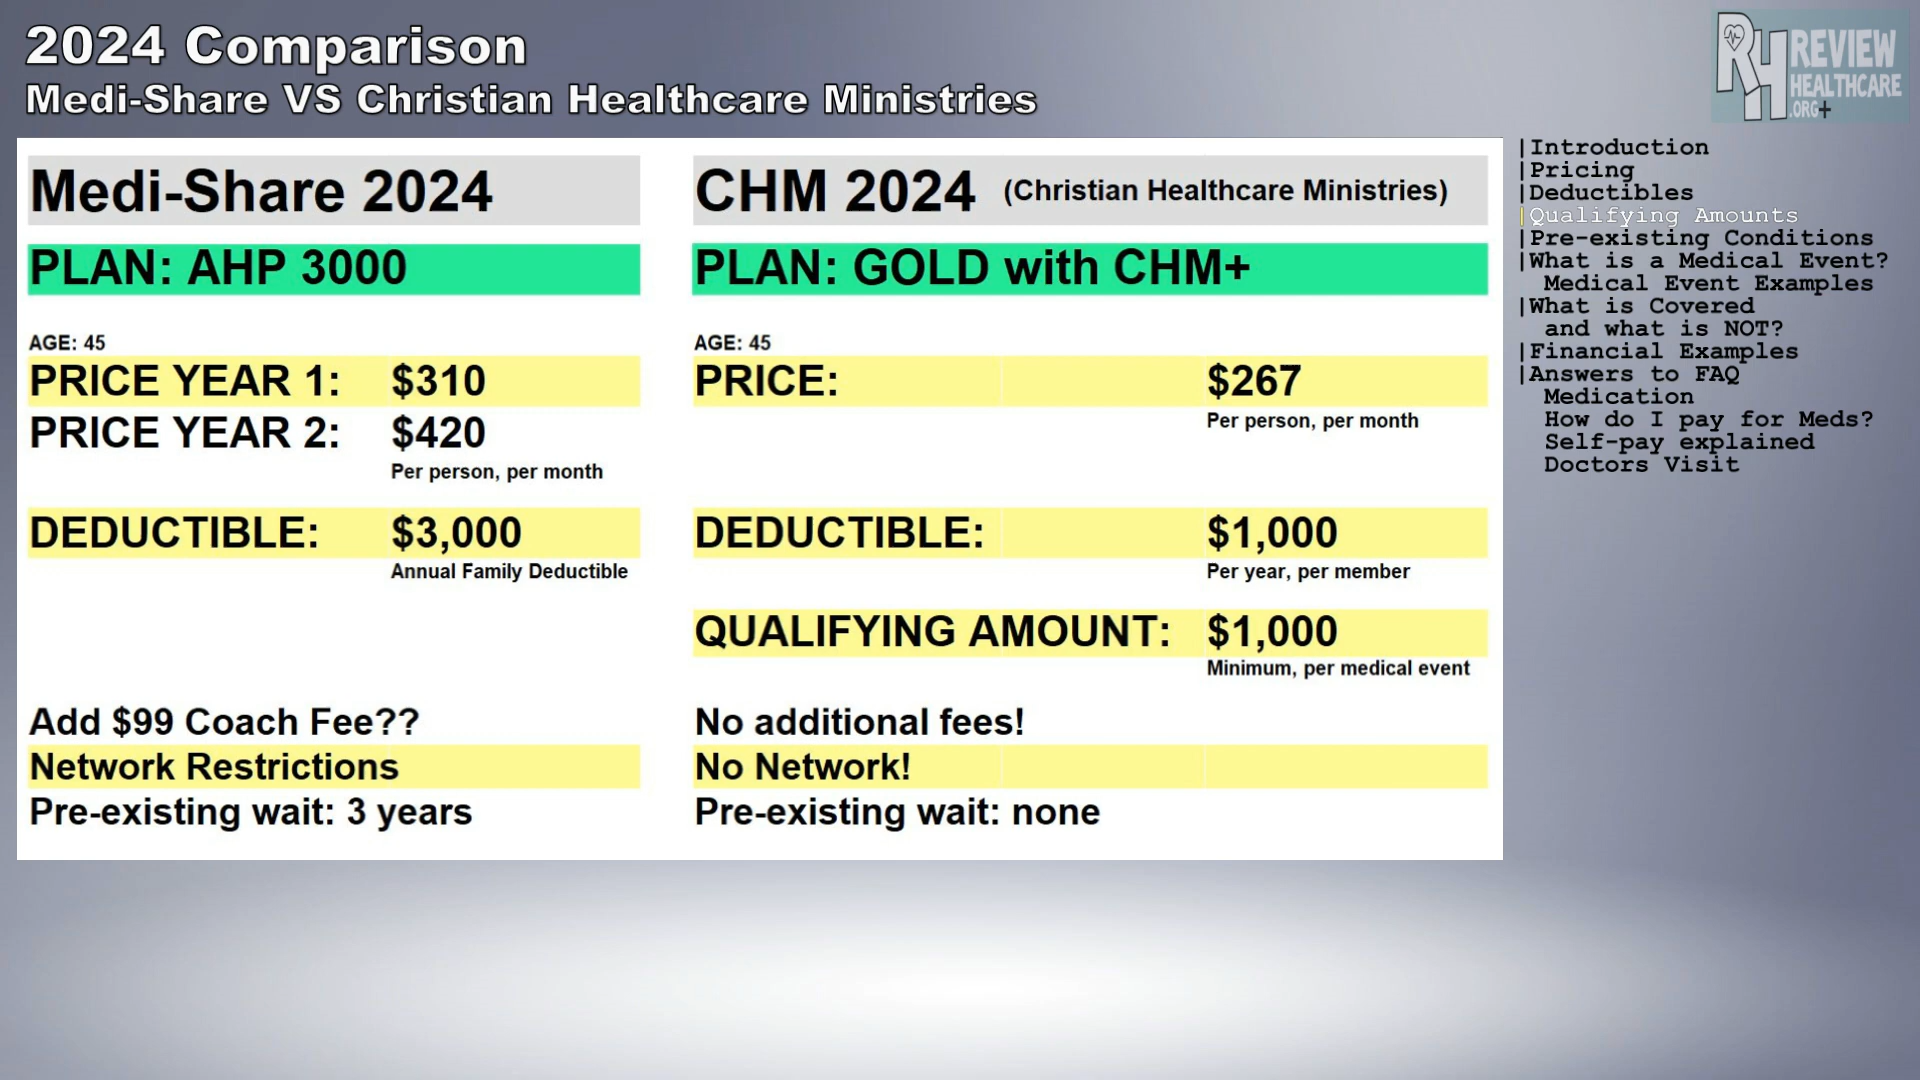 2024 Comparison
Medi-Share VS Christian Healthcare Ministries
RH REVIEW
HEALTHCARE
.ORG+
Medi-Share 2024
PLAN: AHP 3000
AGE: 45
PRICE YEAR 1: $310
PRICE YEAR 2: $420
Per person, per month
DEDUCTIBLE: $3,000
Annual Family Deductible
Add $99 Coach Fee??
Network Restrictions
Pre-existing wait: 3 years
CHM 2024 (Christian Healthcare Ministries)
PLAN: GOLD with CHM+
AGE: 45
PRICE: $267
Per person, per month
DEDUCTIBLE: $1,000
Per year, per member
QUALIFYING AMOUNT: $1,000
Minimum, per medical event
No additional fees!
No Network!
Pre-existing wait: none
|Introduction
|Pricing
|Deductibles
|Qualifying Amounts
|Pre-existing Conditions
|What is a Medical Event?
Medical Event Examples
|What is Covered
and what is NOT?
|Financial Examples
|Answers to FAQ
Medication
How do I pay for Meds?
Self-pay explained
Doctors Visit